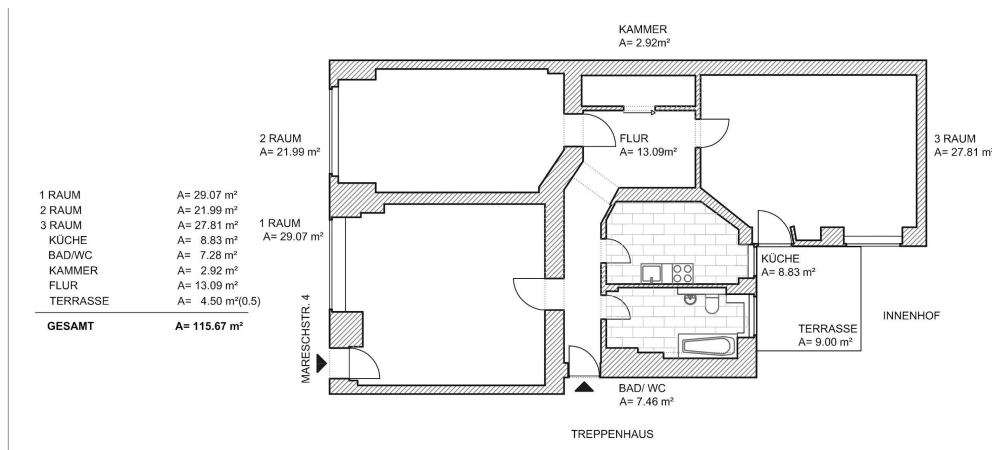 KAMMER
A= 2.92m²
2 RAUM
A= 21.99 m²
FLUR
A= 13.09m²
3 RAUM
A= 27.81 m²
1 RAUM A= 29.07 m²
2 RAUM A= 21.99 m²
3 RAUM A= 27.81 m²
KÜCHE A= 8.83 m²
BAD/WC A= 7.28 m²
KAMMER A= 2.92 m²
FLUR A= 13.09 m²
TERRASSE A= 4.50 m²(0.5)
GESAMT A= 115.67 m²
1 RAUM
A= 29.07 m²
MARESCHSTR. 4
KÜCHE
A= 8.83 m²
TERRASSE
A= 9.00 m²
INNENHOF
BAD/ WC
A= 7.46 m²
TREPPENHAUS